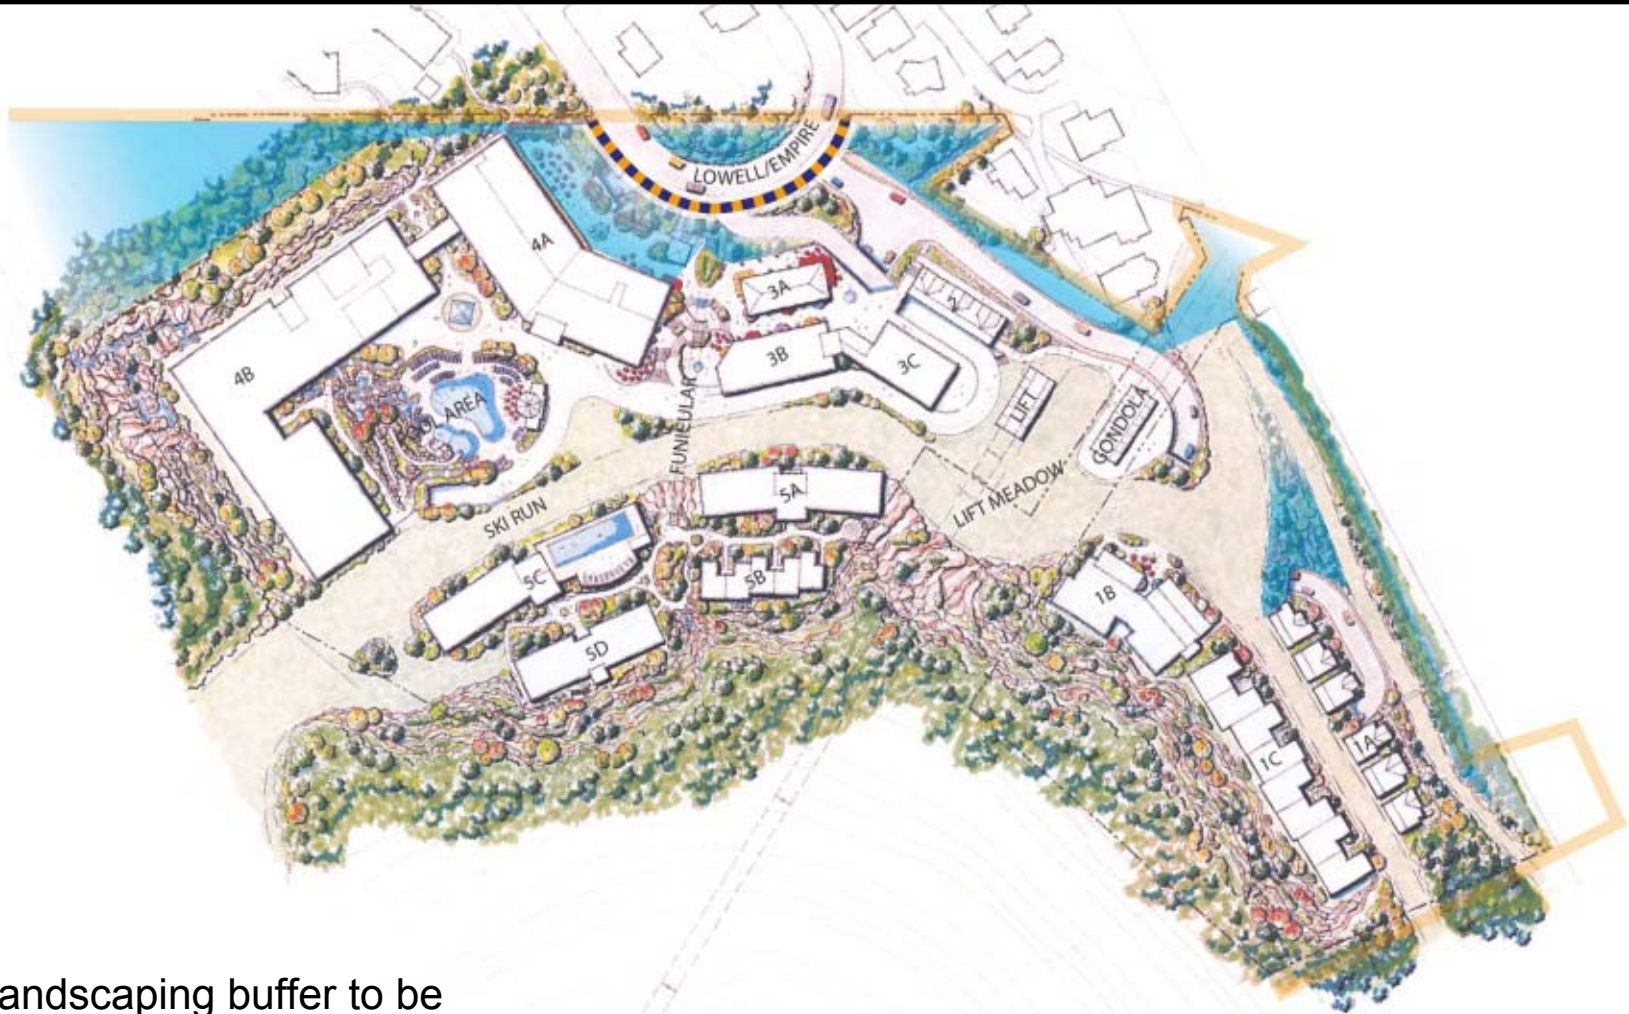 LOWELL/EMPIRE
4A
3A
2
3B
3C
4B
AREA
FUNICULAR
LIFT
GONDOLA
SKI RUN
5A
LIFT MEADOW
5C
5B
5D
1B
1A
1C
andscaping buffer to be